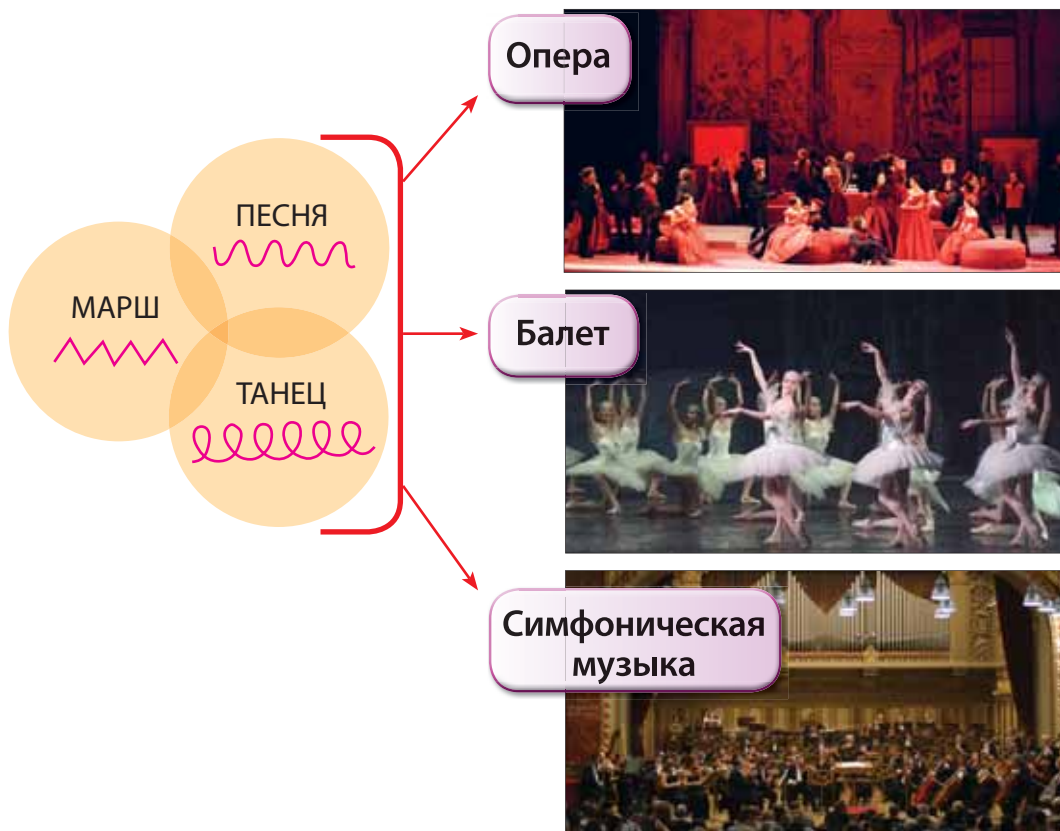 Опера
ПЕСНЯ
МАРШ
Балет
ТАНЕЦ
Симфоническая
музыка